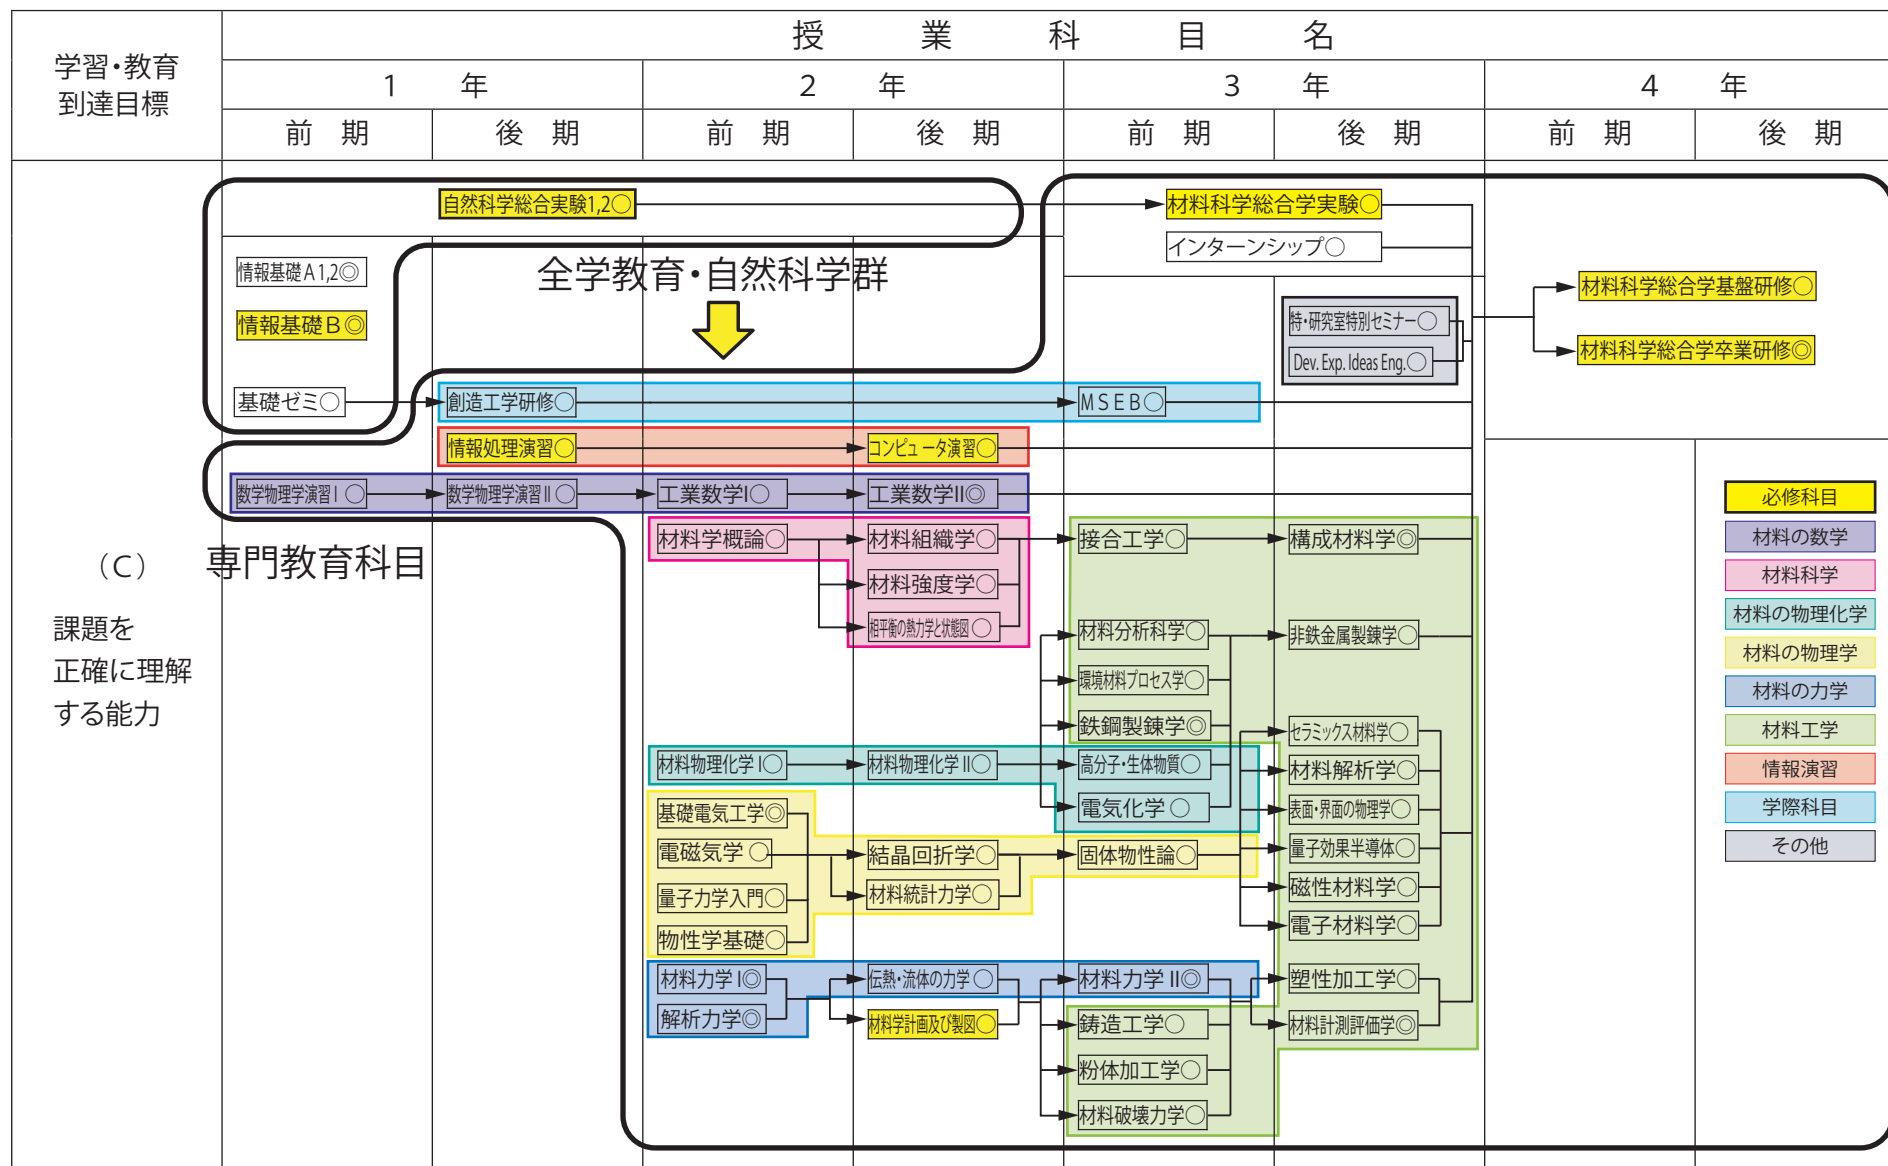 授業科目名
学習・教育
到達目標
1年
2年
3年
4年
前期
後期
前期
後期
前期
後期
前期
後期
自然科学総合実験1,2○
材料科学総合学実験○
インターンシップ○
情報基礎A1,2◎
全学教育・自然科学群
材料科学総合学基盤研修○
情報基礎B◎
特・研究室特別セミナー○
材料科学総合学卒業研修◎
Dev. Exp. Ideas Eng.○
基礎ゼミ○
創造工学研修○
MSEB○
情報処理演習○
コンピュータ演習○
数学物理学演習Ⅰ○
数学物理学演習Ⅱ○
工業数学Ⅰ○
工業数学Ⅱ◎
材料学概論○
材料組織学○
接合工学○
構成材料学◎
（C）
専門教育科目
材料強度学○
課題を
正確に理解
する能力
相平衡の熱力学と状態図○
材料分析科学○
非鉄金属製錬学○
環境材料プロセス学○
鉄鋼製錬学◎
セラミックス材料学○
材料物理化学Ⅰ○
材料物理化学Ⅱ○
高分子・生体物質○
材料解析学○
基礎電気工学◎
電気化学○
表面・界面の物理学○
電磁気学○
結晶回折学○
固体物性論○
量子効果半導体○
量子力学入門○
材料統計力学○
磁性材料学○
物性学基礎○
電子材料学○
材料力学Ⅰ◎
伝熱・流体の力学○
材料力学Ⅱ◎
塑性加工学○
解析力学◎
材料学計画及び製図○
鋳造工学○
材料計測評価学◎
粉体加工学○
材料破壊力学○
必修科目
材料の数学
材料科学
材料の物理化学
材料の物理学
材料の力学
材料工学
情報演習
学際科目
その他